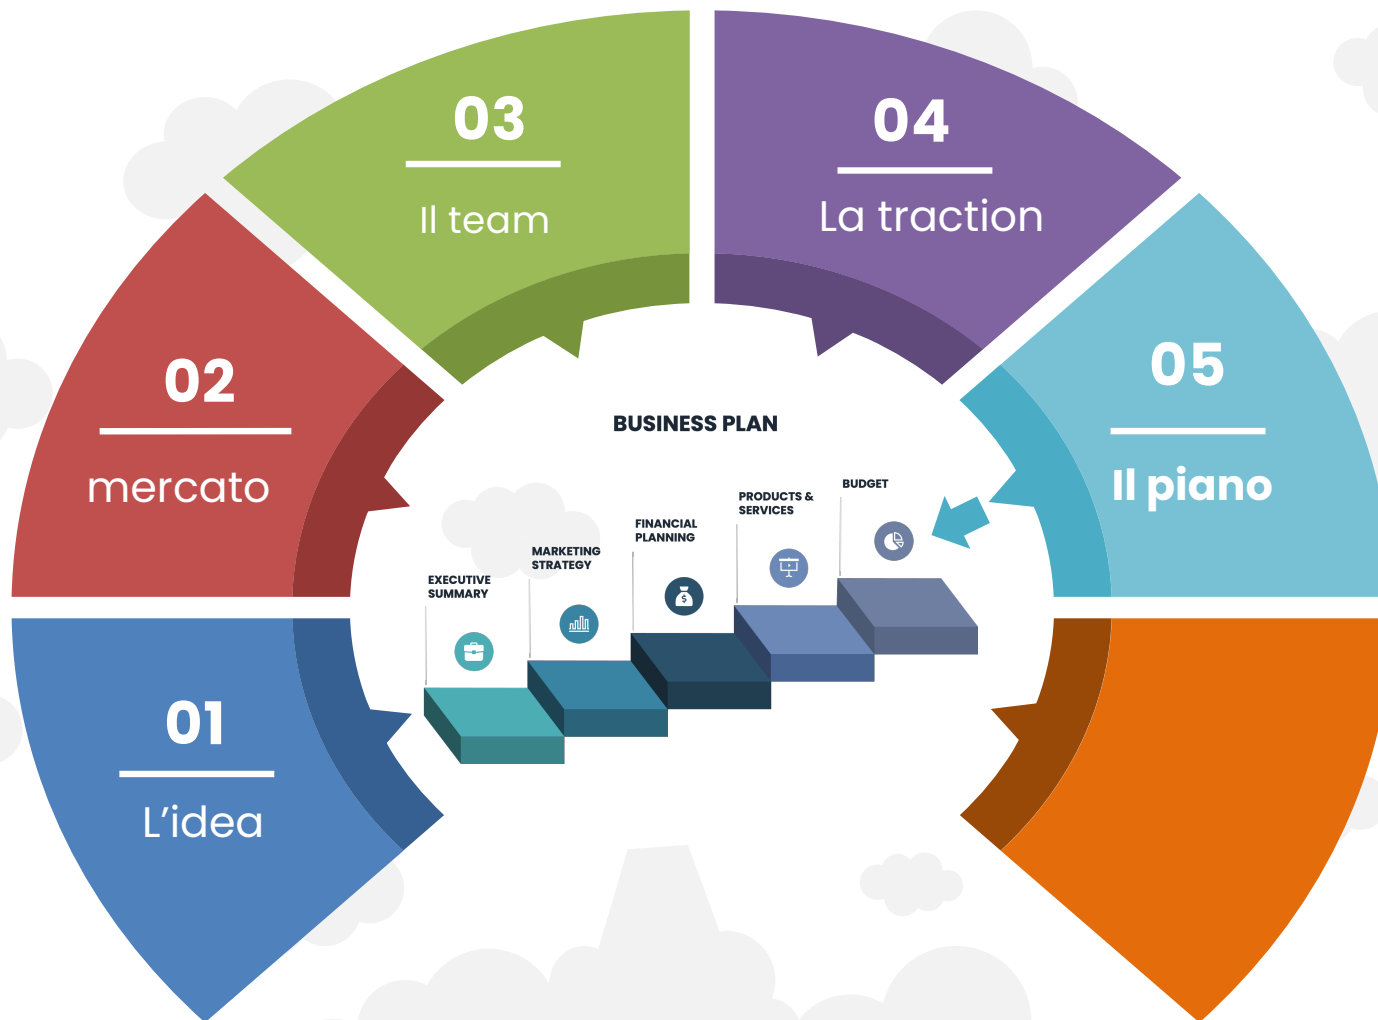 03
Il team
04
La traction
02
mercato
05
Il piano
01
L’idea
BUSINESS PLAN
EXECUTIVE
SUMMARY
MARKETING
STRATEGY
FINANCIAL
PLANNING
PRODUCTS &
SERVICES
BUDGET